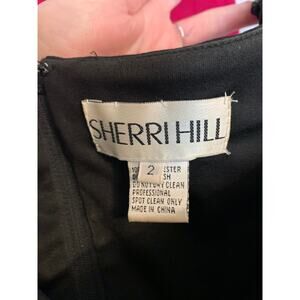 SHERRI HILL
2
DO NOT DRY CLEAN
PROFESSIONAL
SPOT CLEAN ONLY
MADE IN CHINA